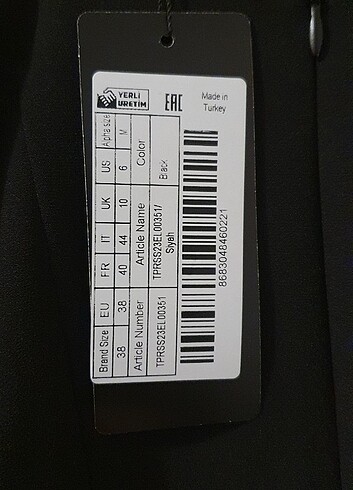 YERLİ
ÜRETİM
EAC
Made in
Turkey
Brand Size EU FR IT UK US Alpha size
38 38 40 44 10 6 M
Article Number Article Name Color
TPRSS23EL00351 TPRSS23EL00351/ Black
Siyah
8683048460221